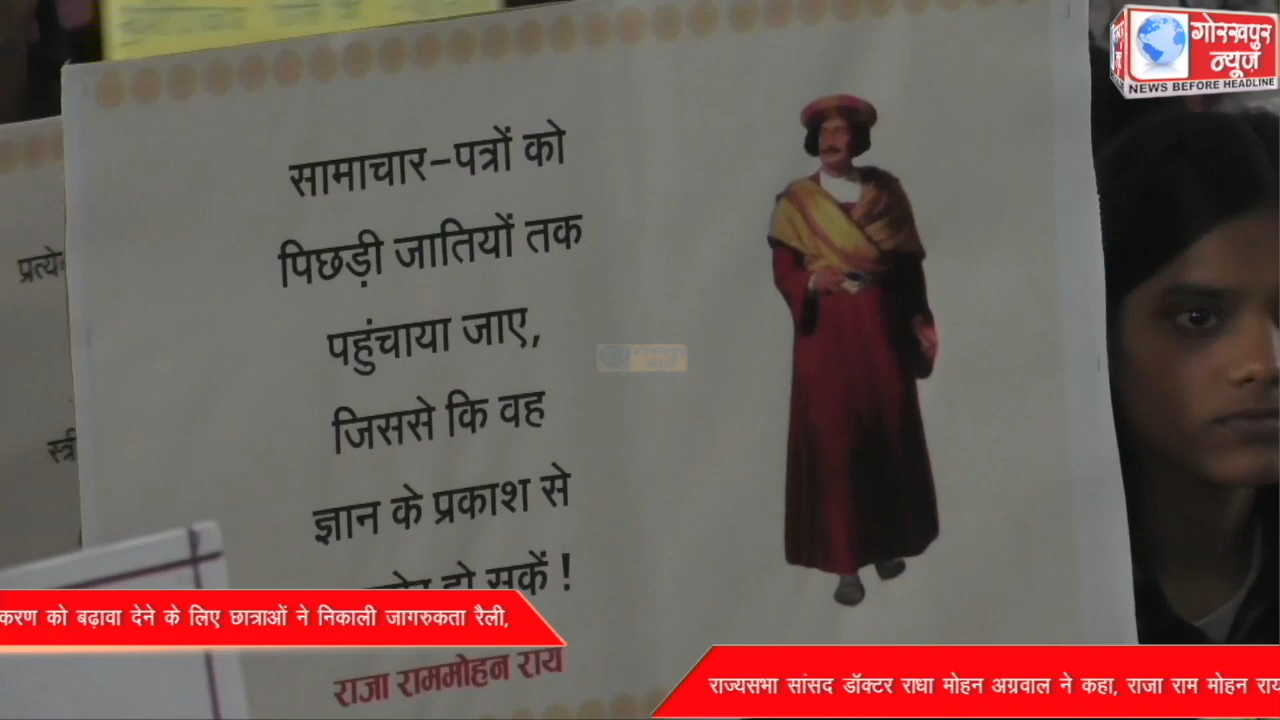 गोरखपुर
न्यूज़
NEWS BEFORE HEADLINE
सामाचार-पत्रों को
पिछड़ी जातियों तक
पहुंचाया जाए,
जिससे कि वह
ज्ञान के प्रकाश से
हो सकें !
राजा राममोहन राय
स्त्री
करण को बढ़ावा देने के लिए छात्राओं ने निकाली जागरुकता रैली,
राज्यसभा सांसद डॉक्टर राधा मोहन अग्रवाल ने कहा, राजा राम मोहन राय